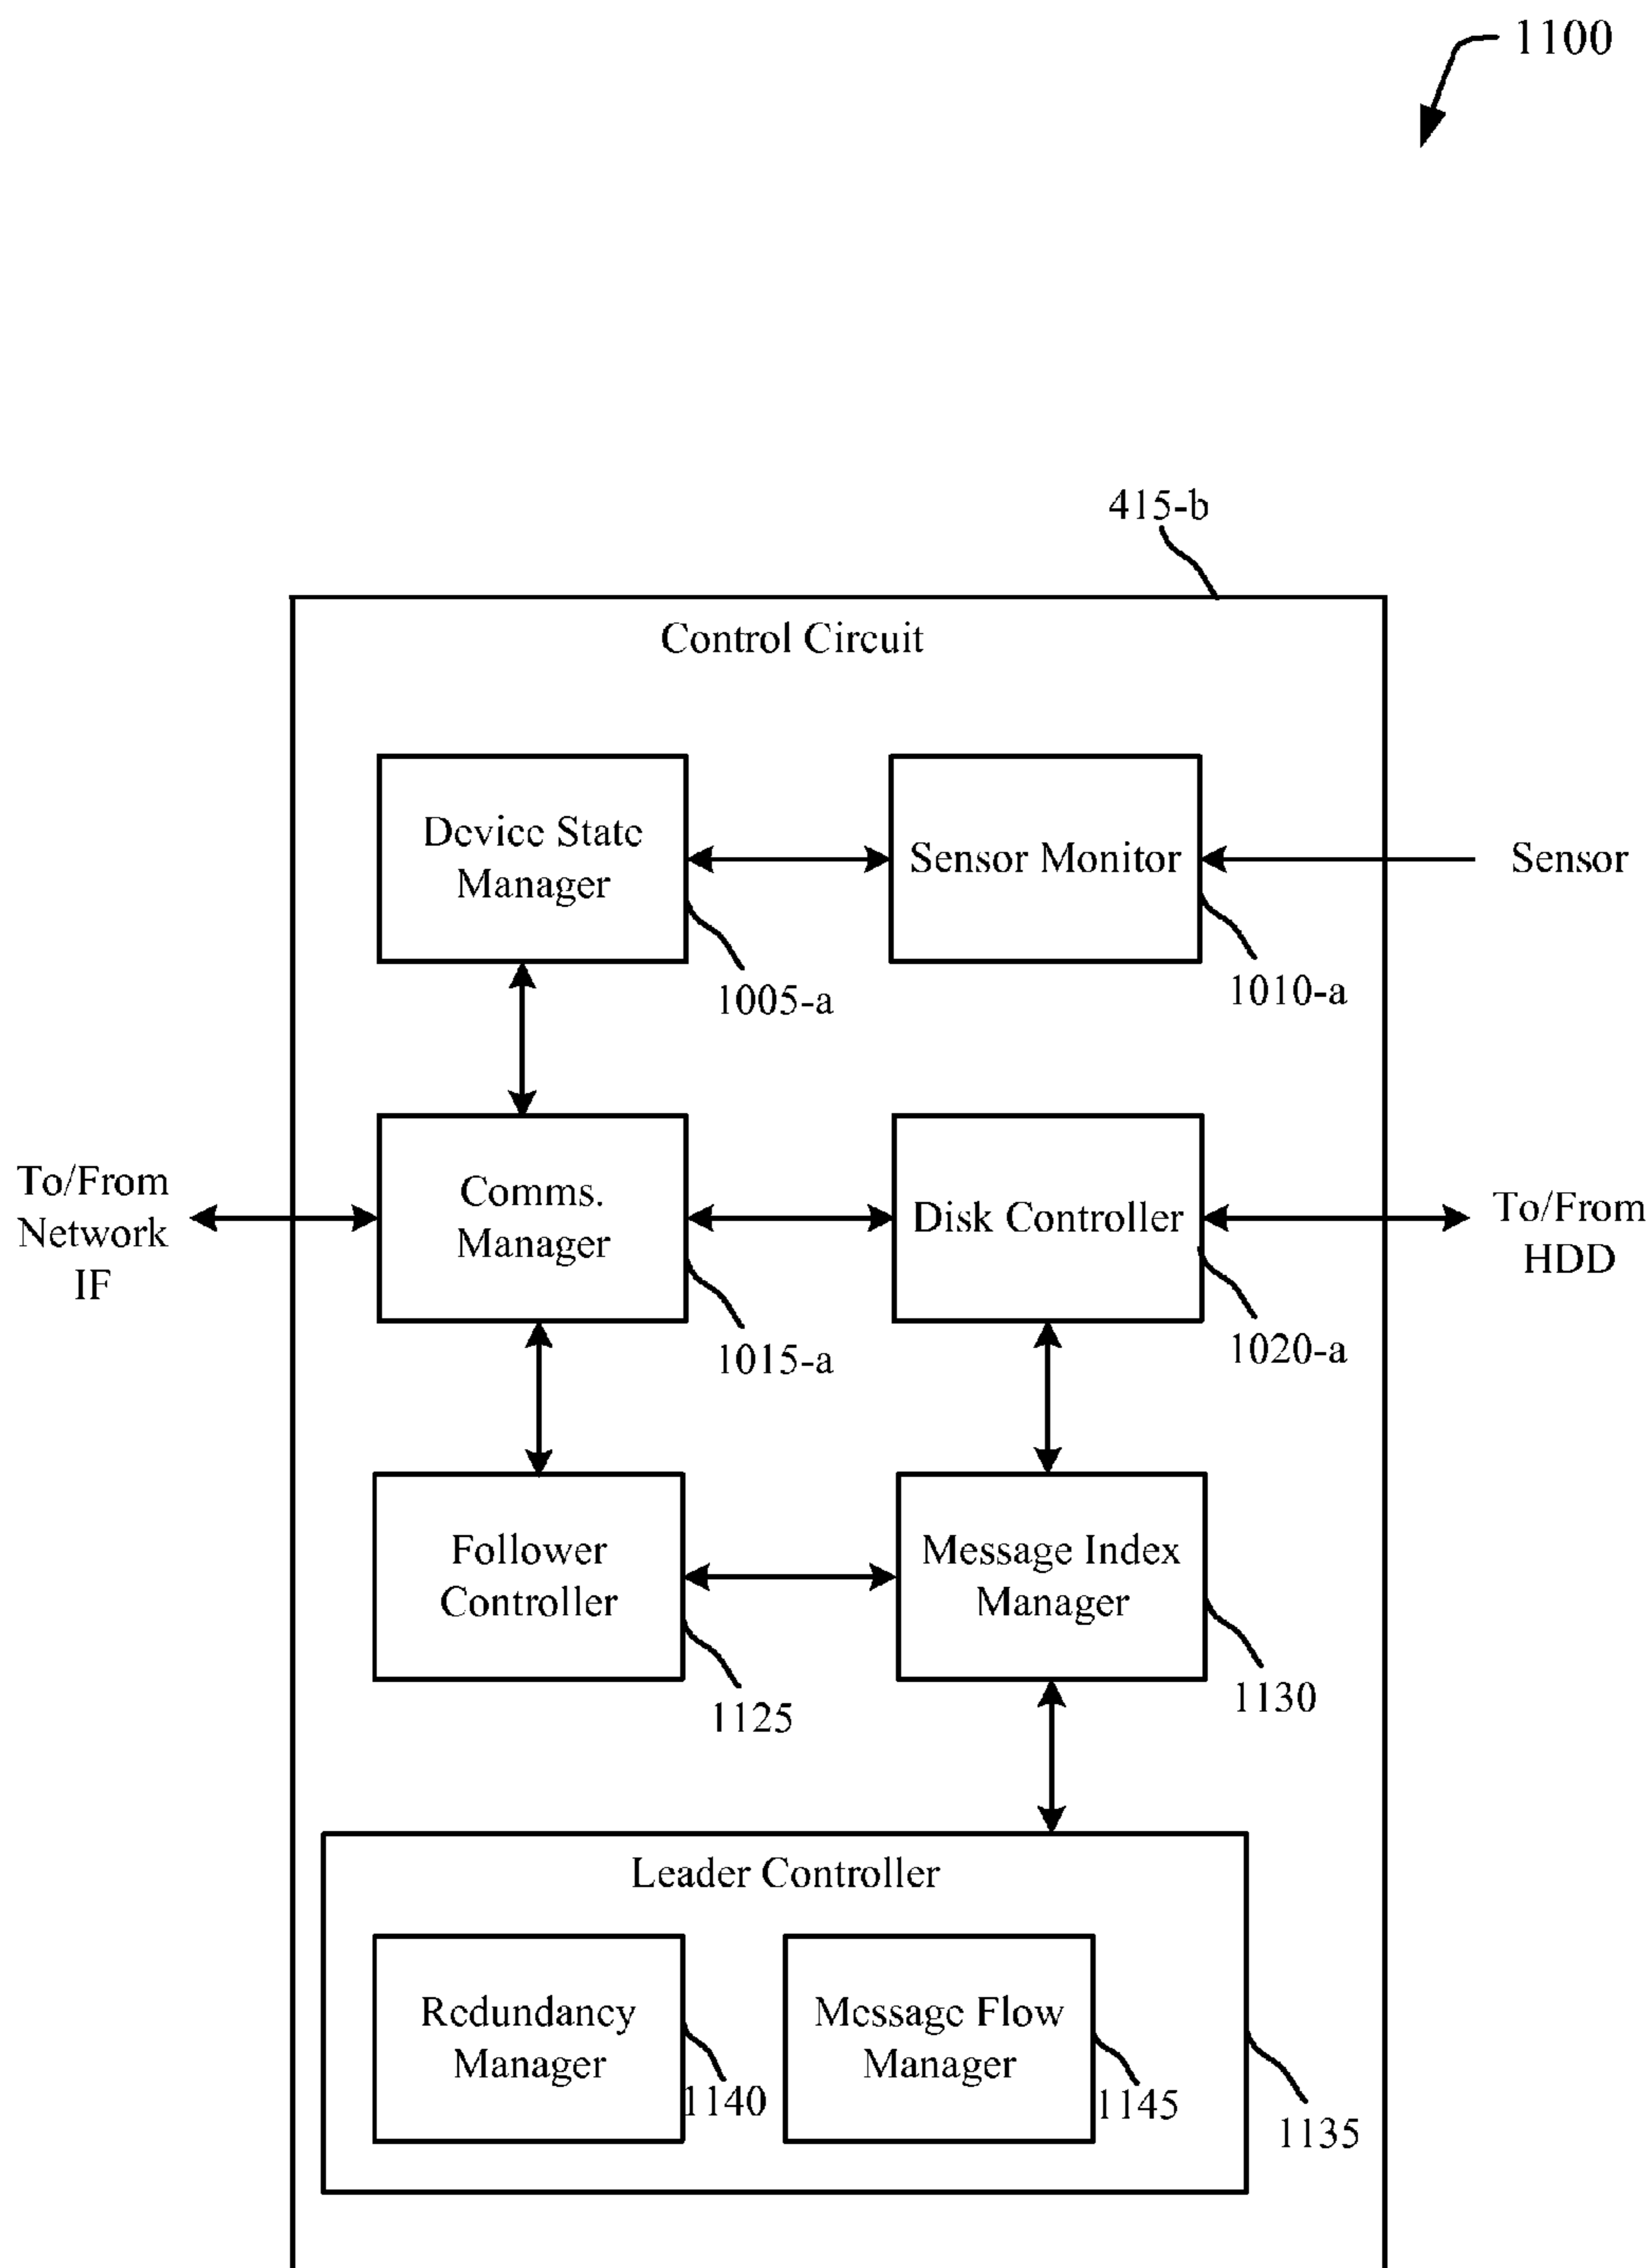 1100
415-b
Control Circuit
Device State
Manager
1005-a
Sensor Monitor
1010-a
Sensor
To/From
Network
IF
Comms.
Manager
1015-a
Disk Controller
1020-a
To/From
HDD
Follower
Controller
1125
Message Index
Manager
1130
Leader Controller
Redundancy
Manager
1140
Message Flow
Manager
1145
1135